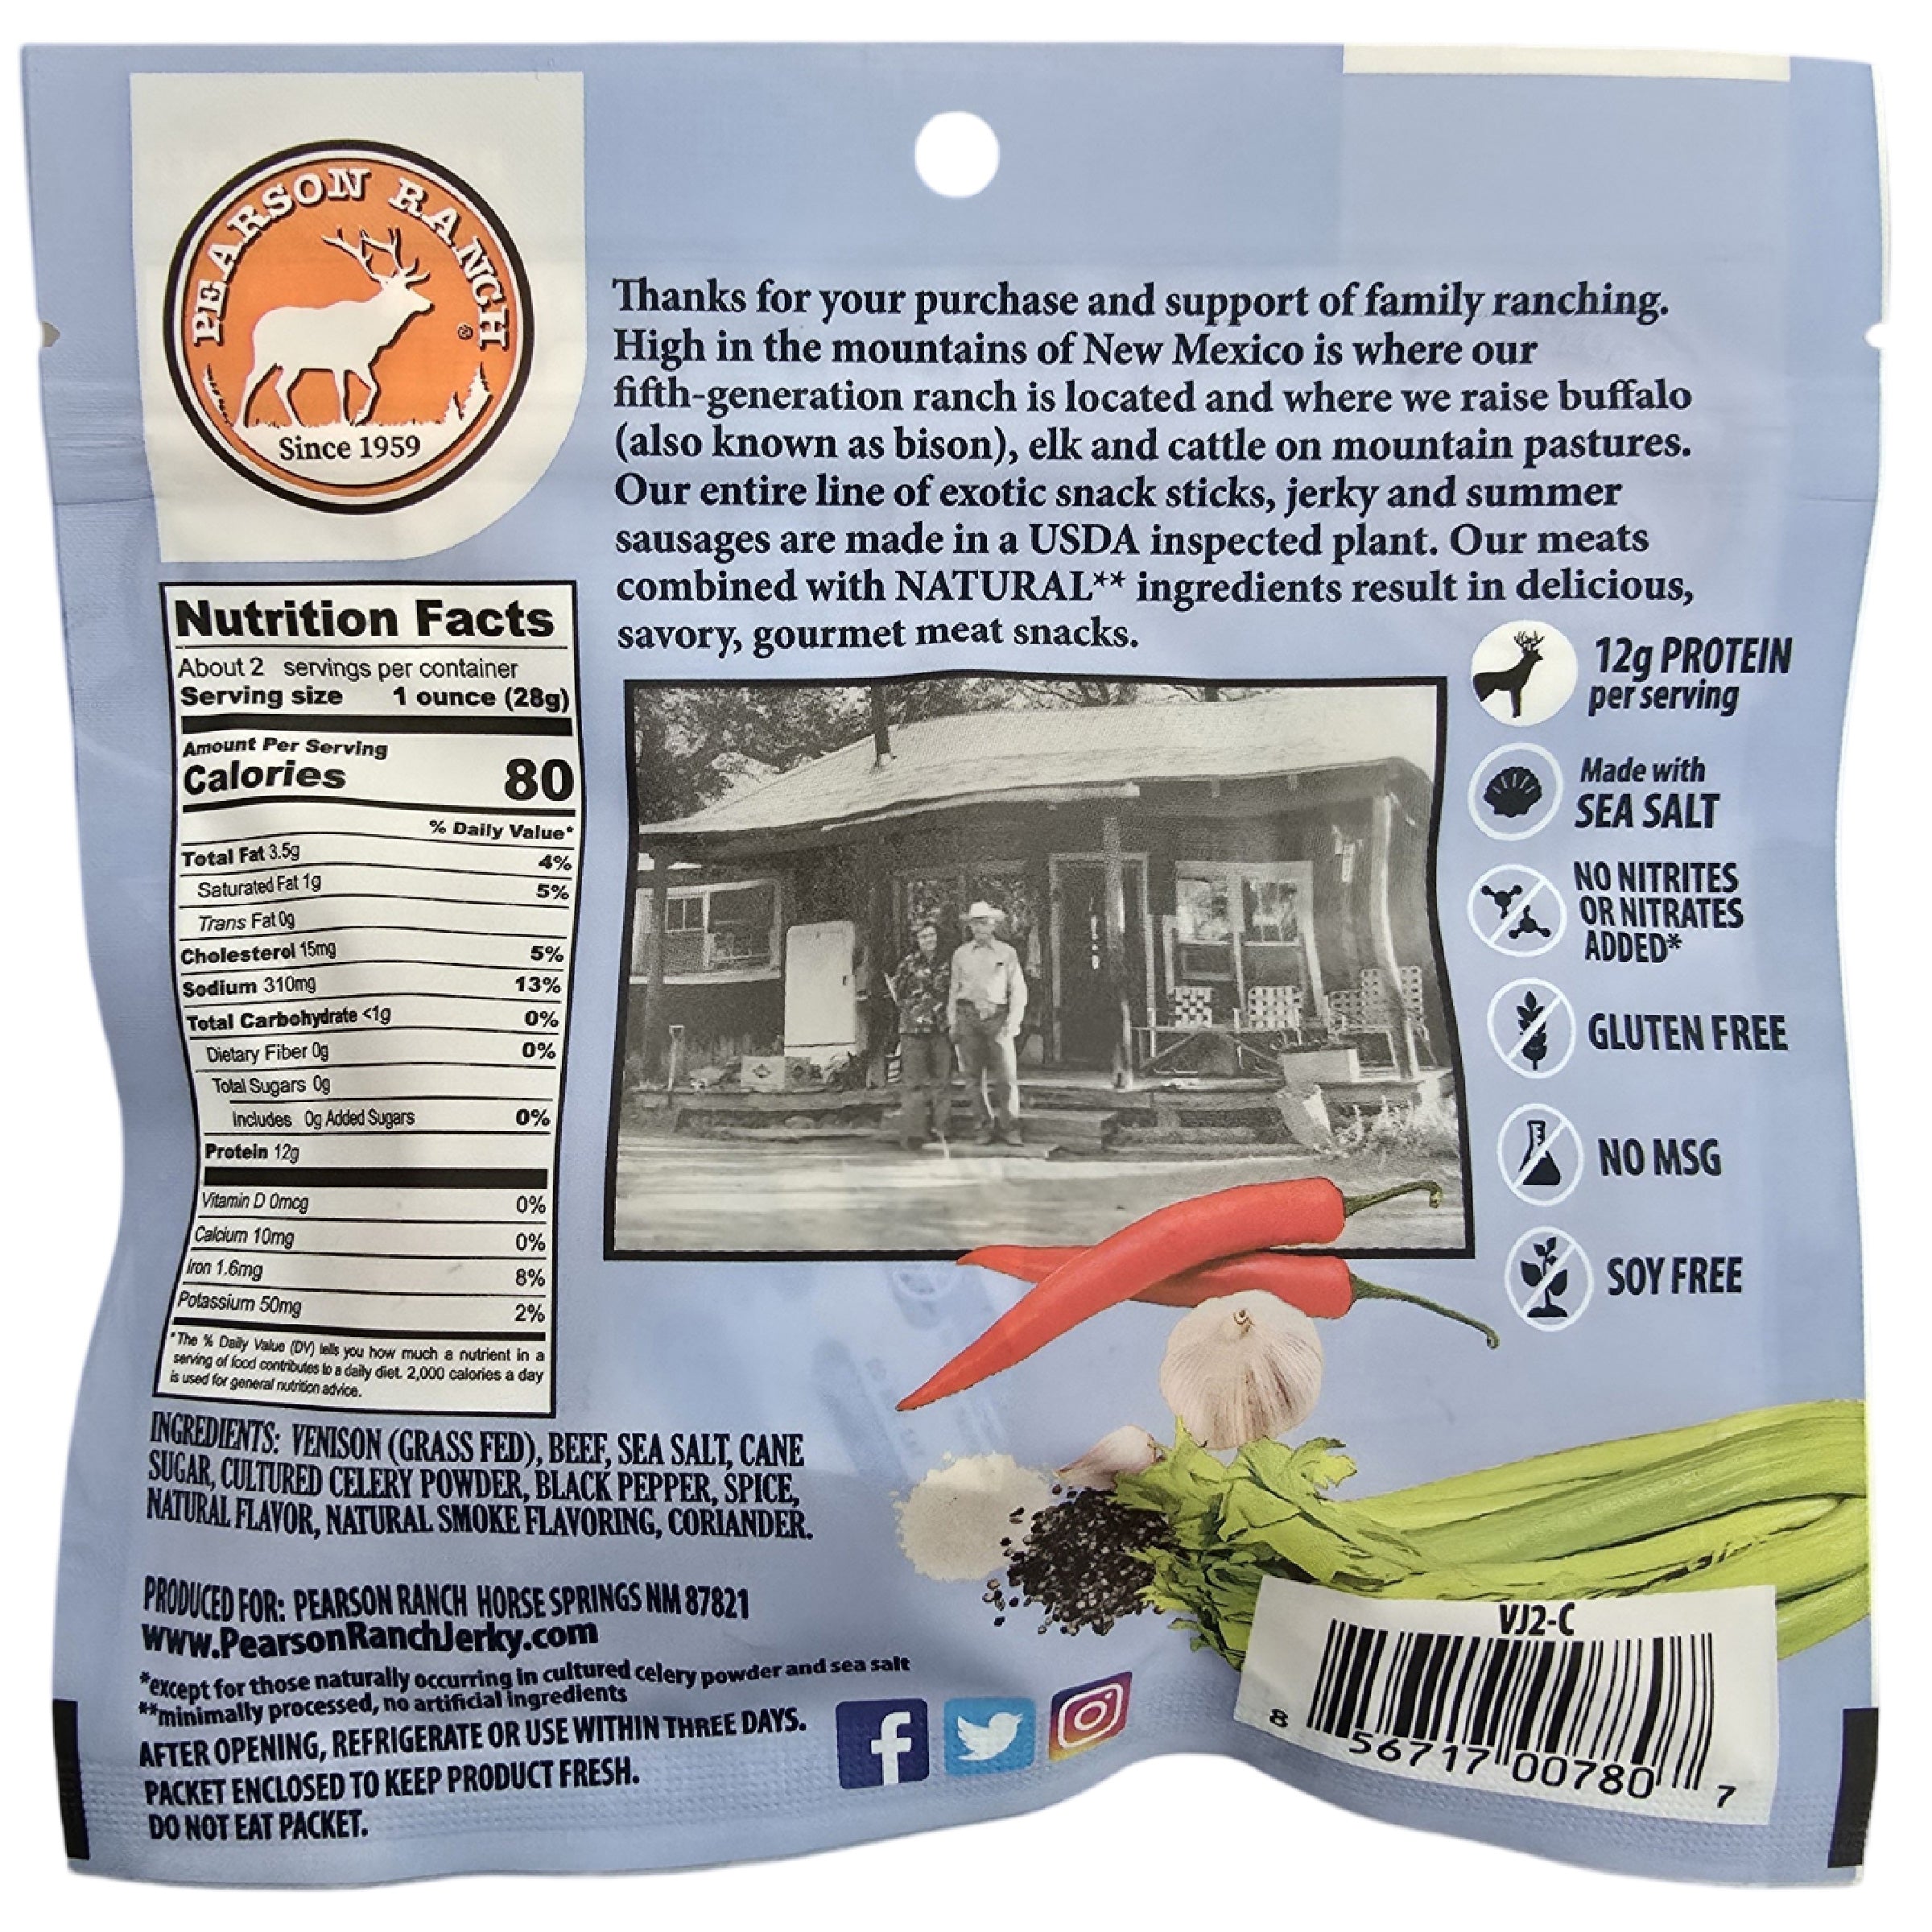 PEARSON RANCH
®
Since 1959
Thanks for your purchase and support of family ranching.
High in the mountains of New Mexico is where our
fifth-generation ranch is located and where we raise buffalo
(also known as bison), elk and cattle on mountain pastures.
Our entire line of exotic snack sticks, jerky and summer
sausages are made in a USDA inspected plant. Our meats
combined with NATURAL** ingredients result in delicious,
savory, gourmet meat snacks.
Nutrition Facts
About 2 servings per container
Serving size 1 ounce (28g)
Amount Per Serving
Calories 80
% Daily Value*
Total Fat 3.5g 4%
Saturated Fat 1g 5%
Trans Fat 0g
Cholesterol 15mg 5%
Sodium 310mg 13%
Total Carbohydrate <1g 0%
Dietary Fiber 0g 0%
Total Sugars 0g
Includes 0g Added Sugars 0%
Protein 12g
Vitamin D 0mcg 0%
Calcium 10mg 0%
Iron 1.6mg 8%
Potassium 50mg 2%
*The % Daily Value (DV) tells you how much a nutrient in a
serving of food contributes to a daily diet. 2,000 calories a day
is used for general nutrition advice.
12g PROTEIN
per serving
Made with
SEA SALT
NO NITRITES
OR NITRATES
ADDED*
GLUTEN FREE
NO MSG
SOY FREE
INGREDIENTS: VENISON (GRASS FED), BEEF, SEA SALT, CANE
SUGAR, CULTURED CELERY POWDER, BLACK PEPPER, SPICE,
NATURAL FLAVOR, NATURAL SMOKE FLAVORING, CORIANDER.
PRODUCED FOR: PEARSON RANCH HORSE SPRINGS NM 87821
www.PearsonRanchJerky.com
*except for those naturally occurring in cultured celery powder and sea salt
**minimally processed, no artificial ingredients
AFTER OPENING, REFRIGERATE OR USE WITHIN THREE DAYS.
PACKET ENCLOSED TO KEEP PRODUCT FRESH.
DO NOT EAT PACKET.
VJ2-C
8 56717 00780 7